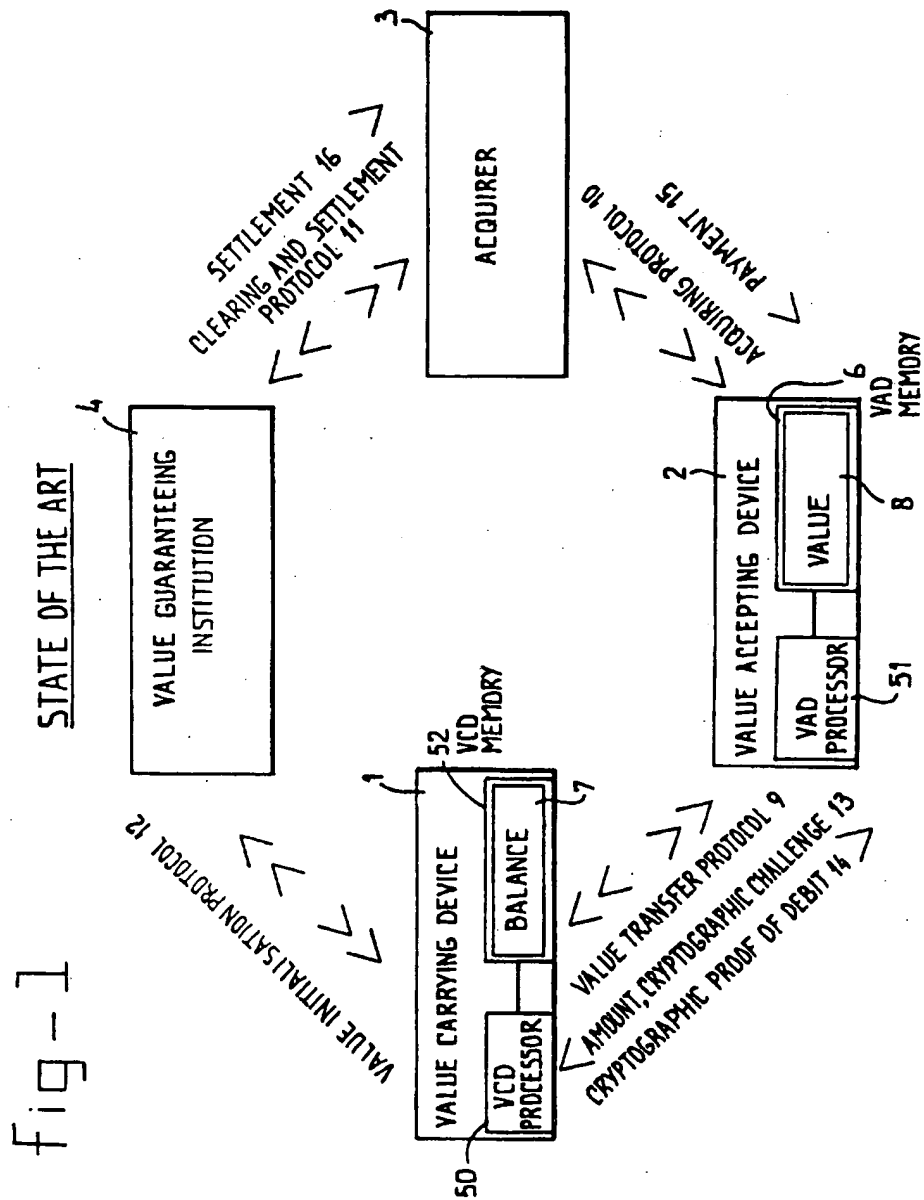 Fig-1
STATE OF THE ART
4
VALUE GUARANTEEING
INSTITUTION
VALUE INITIALISATION PROTOCOL 12
SETTLEMENT 16
CLEARING AND SETTLEMENT
PROTOCOL 11
3
ACQUIRER
1
52
VCD
MEMORY
VALUE CARRYING DEVICE
BALANCE
7
VCD
PROCESSOR
50
VALUE TRANSFER PROTOCOL 9
AMOUNT, CRYPTOGRAPHIC CHALLENGE 13
CRYPTOGRAPHIC PROOF OF DEBIT 14
ACQUIRING PROTOCOL 10
PAYMENT 15
2
VALUE ACCEPTING DEVICE
VALUE
6
VAD
MEMORY
8
VAD
PROCESSOR
51